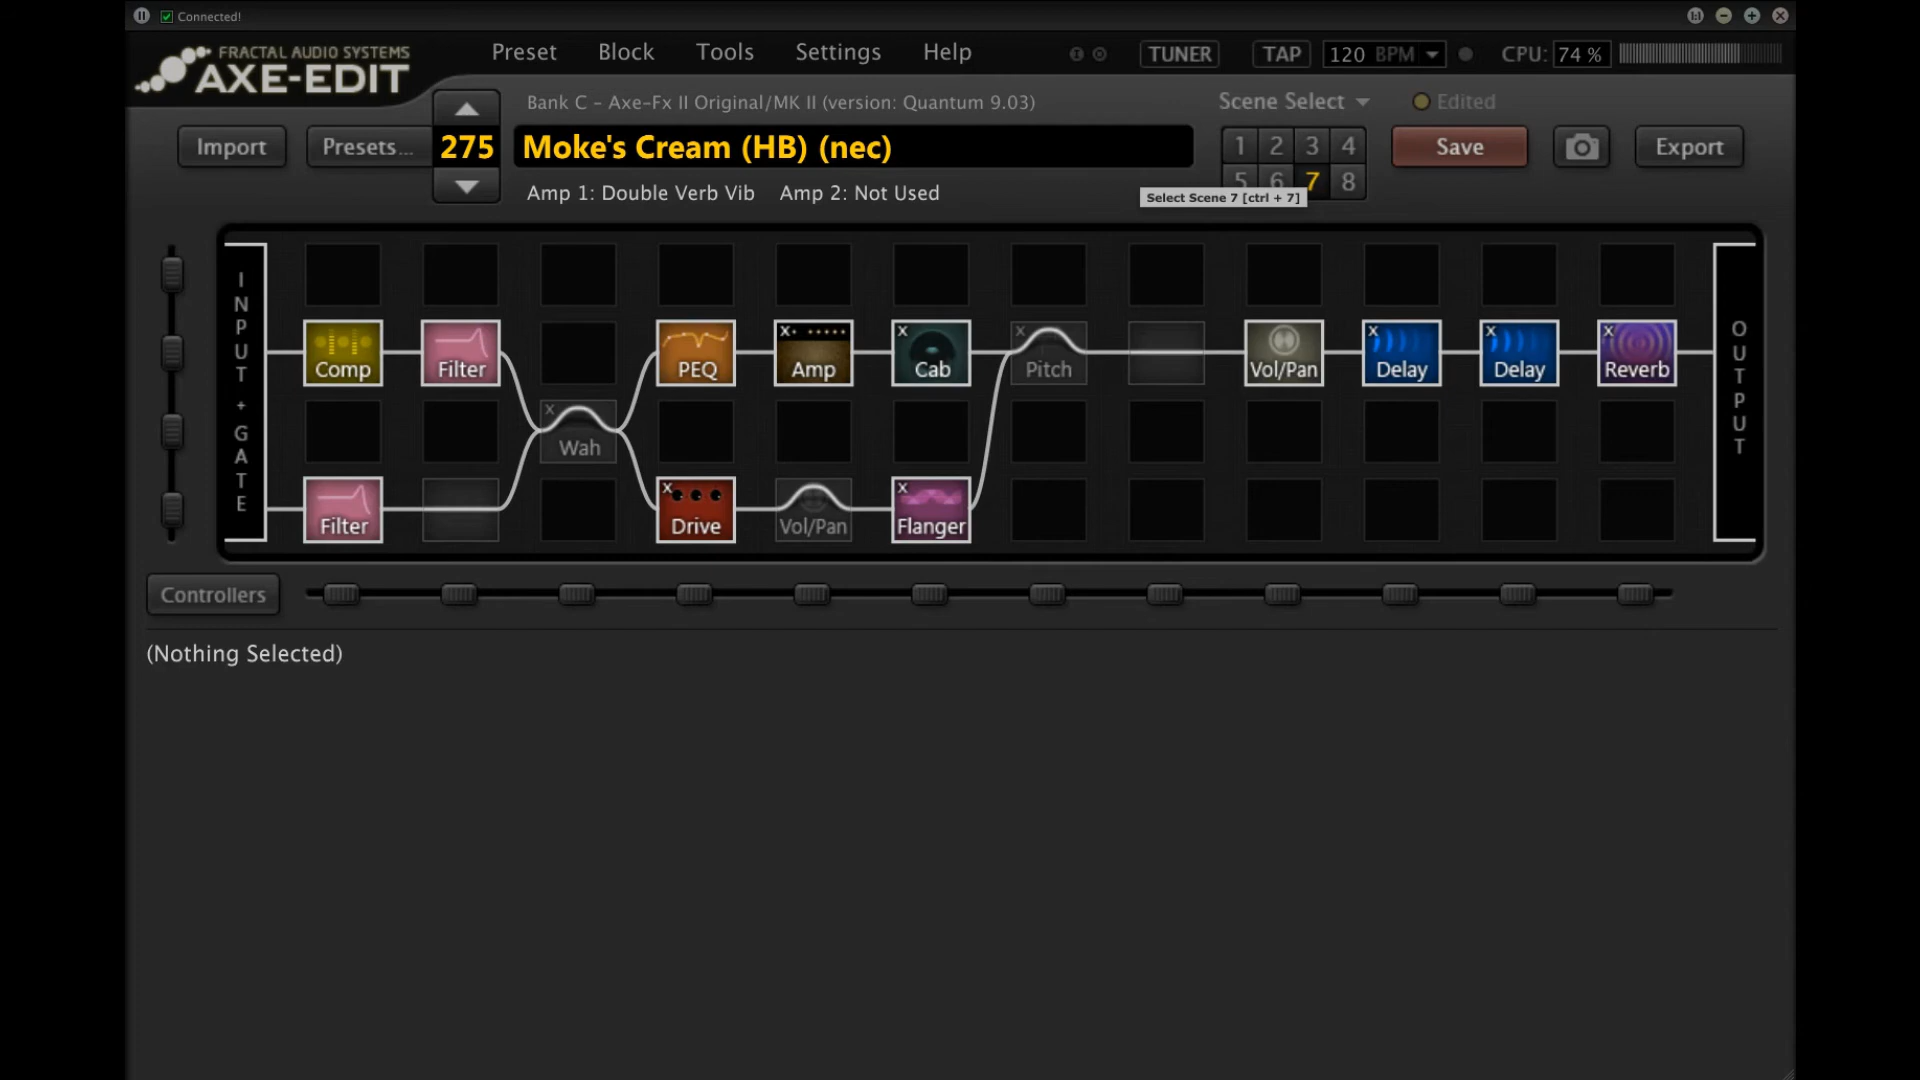 Connected!
FRACTAL AUDIO SYSTEMS
AXE-EDIT
Preset Block Tools Settings Help
TUNER TAP 120 BPM CPU: 74 %
Bank C - Axe-Fx II Original/MK II (version: Quantum 9.03)
Scene Select Edited
Import Presets... 275 Moke's Cream (HB) (nec)
1 2 3 4
Save Export
5 6 7 8
Amp 1: Double Verb Vib Amp 2: Not Used
Select Scene 7 [ctrl + 7]
INPUT + GATE
x x x x x x x
Comp Filter PEQ Amp Cab Pitch Vol/Pan Delay Delay Reverb
x
Wah
x x
Filter Drive Vol/Pan Flanger
OUTPUT
Controllers
(Nothing Selected)